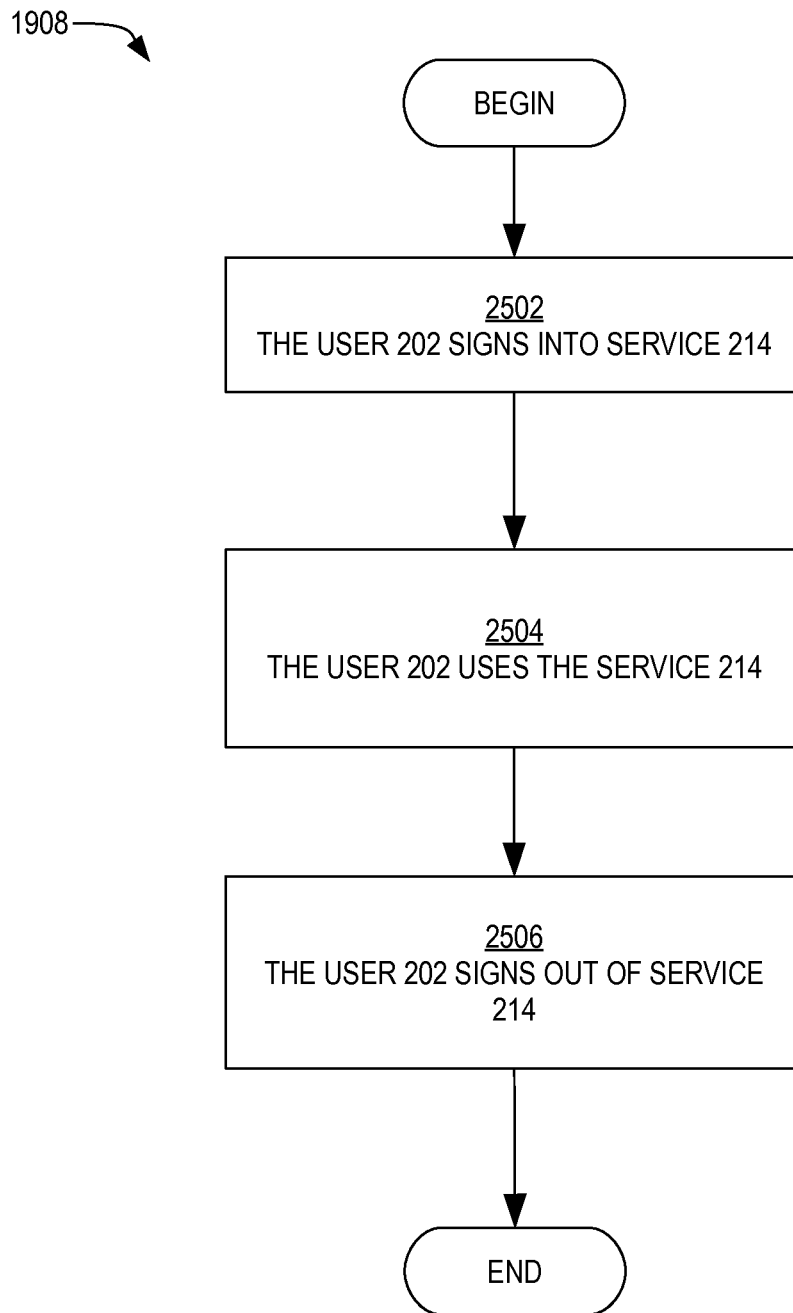 1908
BEGIN
2502
THE USER 202 SIGNS INTO SERVICE 214
2504
THE USER 202 USES THE SERVICE 214
2506
THE USER 202 SIGNS OUT OF SERVICE
214
END